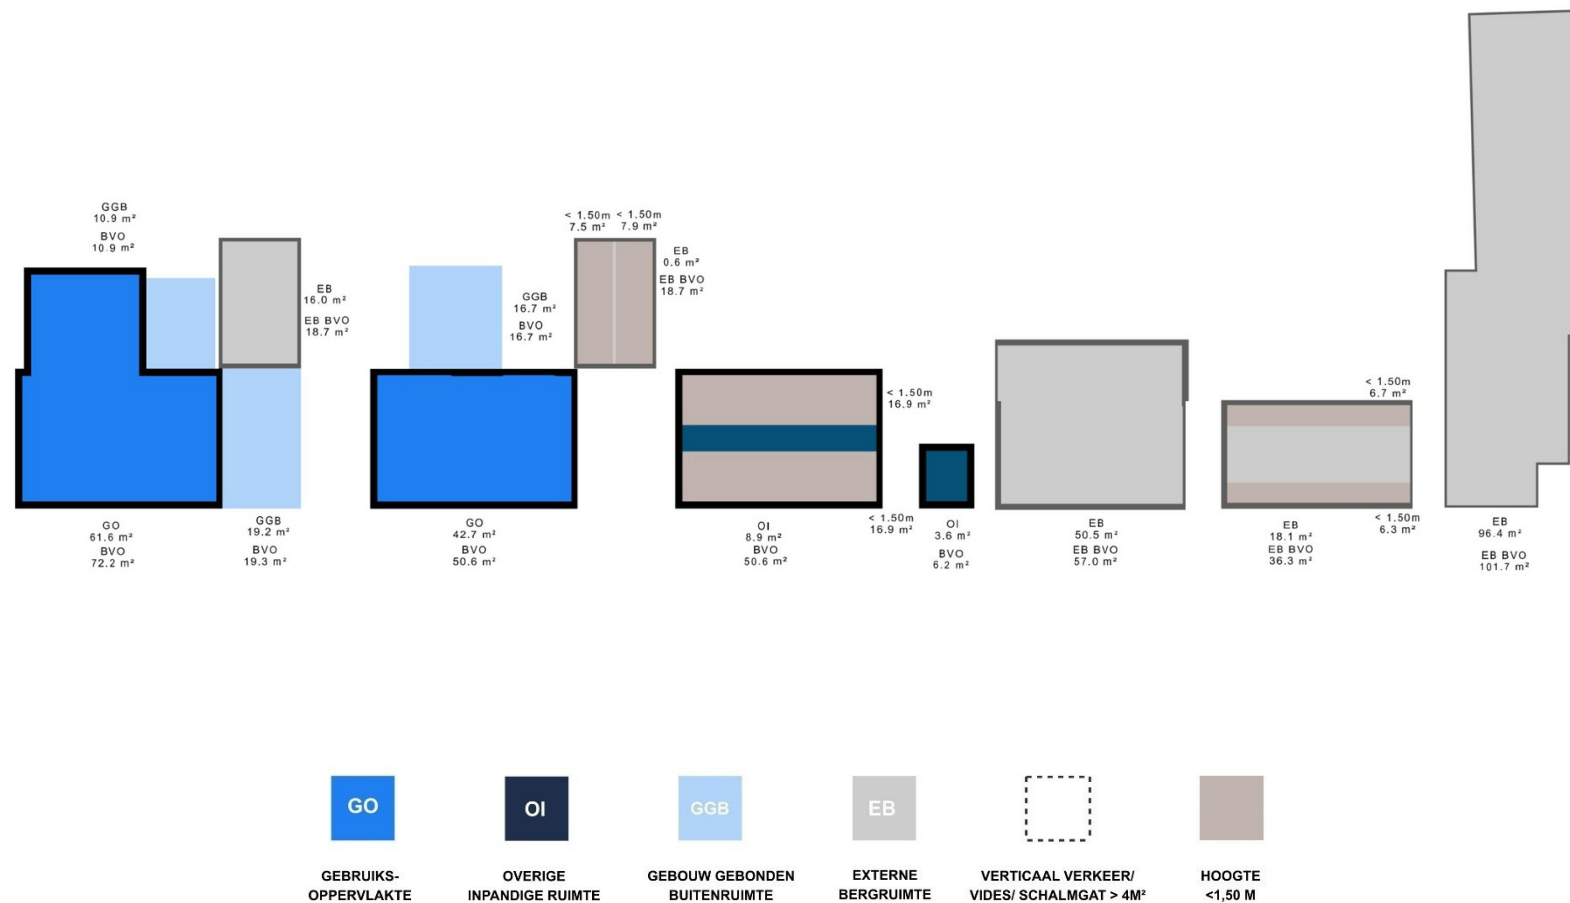 GGB
10.9 m²
BVO
10.9 m²
EB
16.0 m²
EB BVO
18.7 m²
GO
61.6 m²
BVO
72.2 m²
GGB
19.2 m²
BVO
19.3 m²
< 1.50m
7.5 m²
< 1.50m
7.9 m²
EB
0.6 m²
EB BVO
18.7 m²
GGB
16.7 m²
BVO
16.7 m²
GO
42.7 m²
BVO
50.6 m²
< 1.50m
16.9 m²
< 1.50m
16.9 m²
OI
8.9 m²
BVO
50.6 m²
OI
3.6 m²
BVO
6.2 m²
EB
50.5 m²
EB BVO
57.0 m²
< 1.50m
6.7 m²
EB
18.1 m²
EB BVO
36.3 m²
< 1.50m
6.3 m²
EB
96.4 m²
EB BVO
101.7 m²
GO
GEBRUIKS-
OPPERVLAKTE
OI
OVERIGE
INPANDIGE RUIMTE
GGB
GEBOUW GEBONDEN
BUITENRUIMTE
EB
EXTERNE
BERGRUIMTE
VERTICAAL VERKEER/
VIDES/ SCHALMGAT > 4M²
HOOGTE
<1,50 M